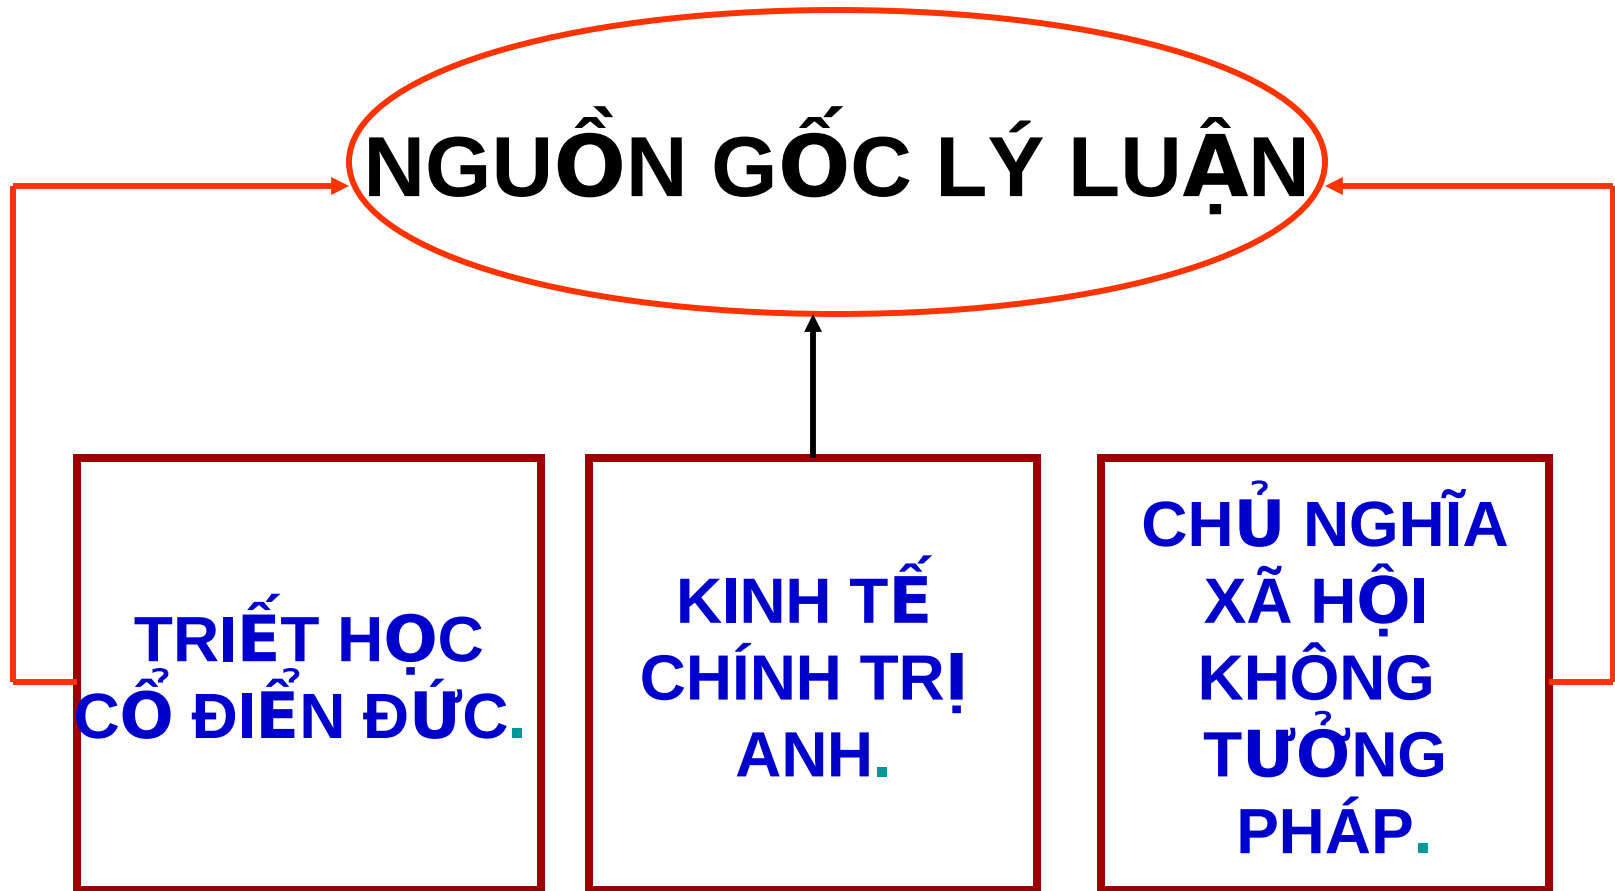 NGUỒN GỐC LÝ LUẬN
TRIẾT HỌC
CỔ ĐIỂN ĐỨC.
KINH TẾ
CHÍNH TRỊ
ANH.
CHỦ NGHĨA
XÃ HỘI
KHÔNG
TƯỞNG
PHÁP.